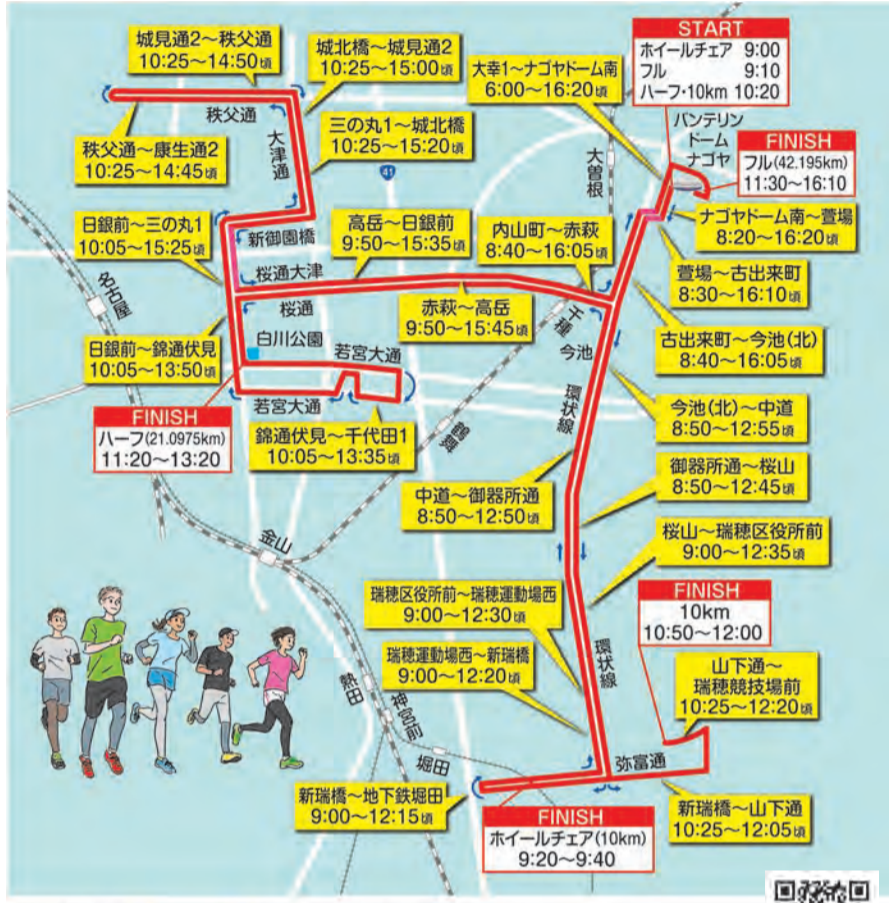 城見通2～秩父通
10:25～14:50頃
城北橋～城見通2
10:25～15:00頃
大幸1～ナゴヤドーム南
6:00～16:20頃
START
ホイールチェア 9:00
フル 9:10
ハーフ・10km 10:20
秩父通
大津通
秩父通～康生通2
10:25～14:45頃
三の丸1～城北橋
10:25～15:20頃
41
大曽根
バンテリン
ドーム
ナゴヤ
FINISH
フル(42.195km)
11:30～16:10
日銀前～三の丸1
10:05～15:25頃
新御園橋
高岳～日銀前
9:50～15:35頃
内山町～赤萩
8:40～16:05頃
ナゴヤドーム南～萱場
8:20～16:20頃
名古屋
桜通大津
桜通
赤萩～高岳
9:50～15:45頃
千種
今池
萱場～古出来町
8:30～16:10頃
日銀前～錦通伏見
10:05～13:50頃
白川公園
若宮大通
古出来町～今池(北)
8:40～16:05頃
環状線
FINISH
ハーフ(21.0975km)
11:20～13:20
若宮大通
錦通伏見～千代田1
10:05～13:35頃
鶴舞
今池(北)～中道
8:50～12:55頃
中道～御器所通
8:50～12:50頃
御器所通～桜山
8:50～12:45頃
金山
桜山～瑞穂区役所前
9:00～12:35頃
瑞穂区役所前～瑞穂運動場西
9:00～12:30頃
FINISH
10km
10:50～12:00
瑞穂運動場西～新瑞橋
9:00～12:20頃
環状線
山下通～
瑞穂競技場前
10:25～12:20頃
熱田
神宮前
堀田
弥富通
新瑞橋～地下鉄堀田
9:00～12:15頃
FINISH
ホイールチェア(10km)
9:20～9:40
新瑞橋～山下通
10:25～12:05頃